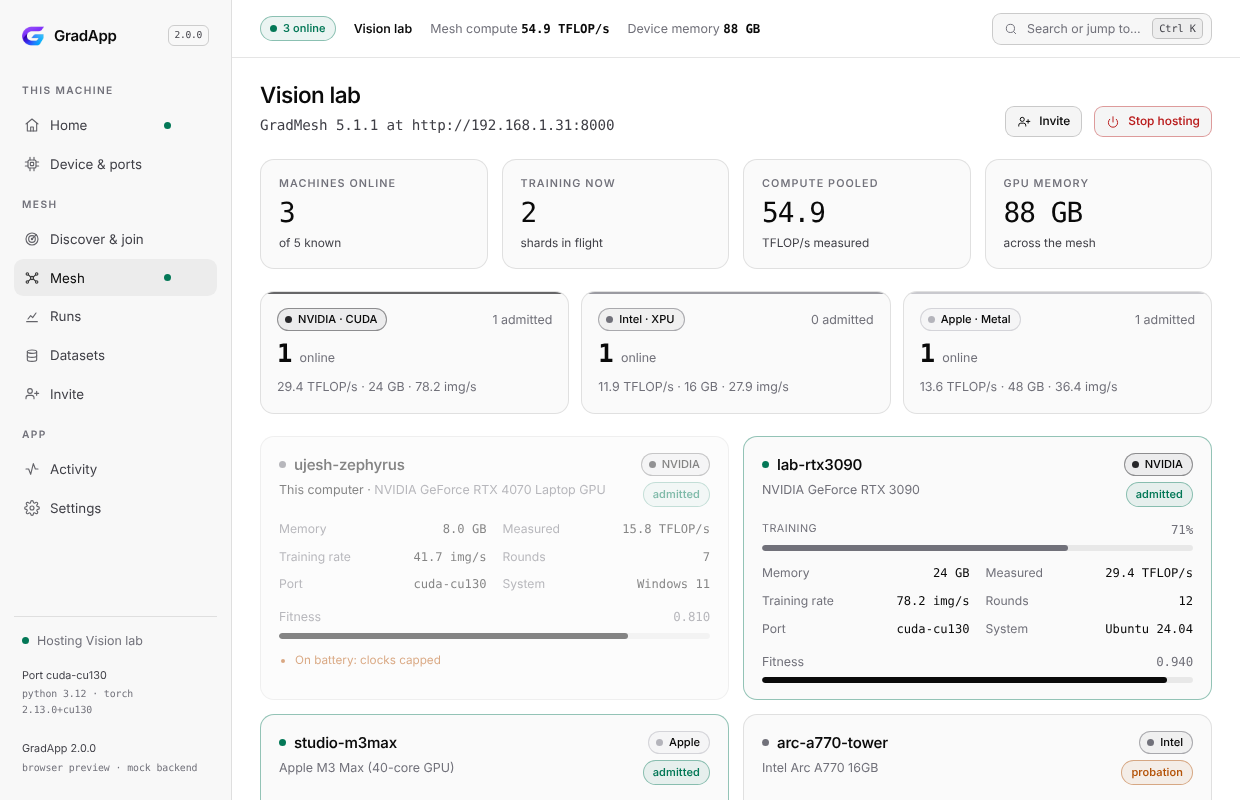 GradApp
2.0.0
THIS MACHINE
Home
Device & ports
MESH
Discover & join
Mesh
Runs
Datasets
Invite
APP
Activity
Settings
Hosting Vision lab
Port cuda-cu130
python 3.12 · torch
2.13.0+cu130
GradApp 2.0.0
browser preview · mock backend
3 online
Vision lab
Mesh compute 54.9 TFLOP/s
Device memory 88 GB
Search or jump to...
Ctrl K
Vision lab
GradMesh 5.1.1 at http://192.168.1.31:8000
Invite
Stop hosting
MACHINES ONLINE
3
of 5 known
TRAINING NOW
2
shards in flight
COMPUTE POOLED
54.9
TFLOP/s measured
GPU MEMORY
88 GB
across the mesh
NVIDIA · CUDA
1 admitted
1 online
29.4 TFLOP/s · 24 GB · 78.2 img/s
Intel · XPU
0 admitted
1 online
11.9 TFLOP/s · 16 GB · 27.9 img/s
Apple · Metal
1 admitted
1 online
13.6 TFLOP/s · 48 GB · 36.4 img/s
ujesh-zephyrus
NVIDIA
This computer · NVIDIA GeForce RTX 4070 Laptop GPU
admitted
Memory 8.0 GB Measured 15.8 TFLOP/s
Training rate 41.7 img/s Rounds 7
Port cuda-cu130 System Windows 11
Fitness 0.810
On battery: clocks capped
lab-rtx3090
NVIDIA
NVIDIA GeForce RTX 3090
admitted
TRAINING 71%
Memory 24 GB Measured 29.4 TFLOP/s
Training rate 78.2 img/s Rounds 12
Port cuda-cu130 System Ubuntu 24.04
Fitness 0.940
studio-m3max
Apple
Apple M3 Max (40-core GPU)
admitted
arc-a770-tower
Intel
Intel Arc A770 16GB
probation